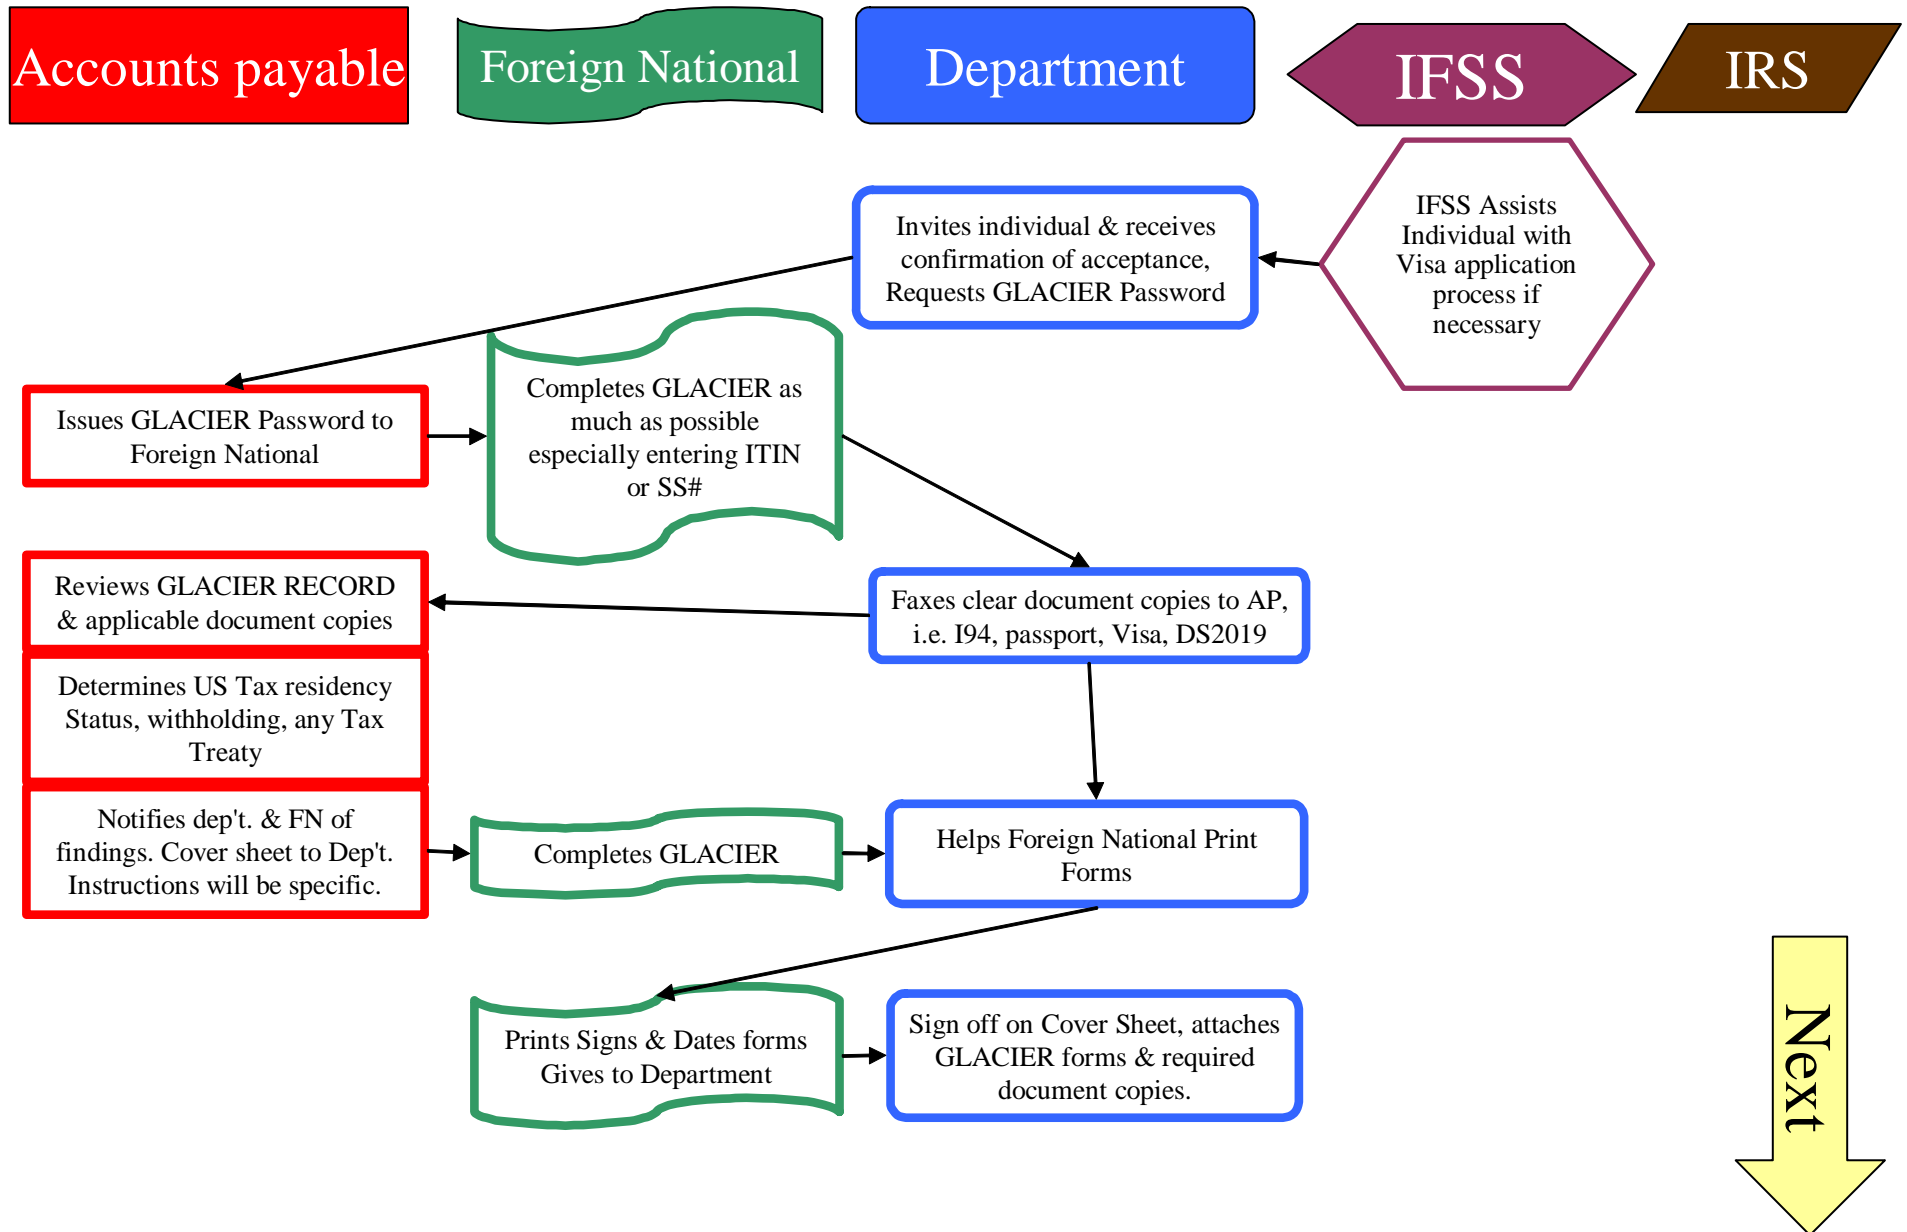 Accounts payable
Foreign National
Department
IFSS
IRS
IFSS Assists
Individual with
Visa application
process if
necessary
Invites individual & receives
confirmation of acceptance,
Requests GLACIER Password
Issues GLACIER Password to
Foreign National
Completes GLACIER as
much as possible
especially entering ITIN
or SS#
Faxes clear document copies to AP,
i.e. I94, passport, Visa, DS2019
Reviews GLACIER RECORD
& applicable document copies
Determines US Tax residency
Status, withholding, any Tax
Treaty
Notifies dep't. & FN of
findings. Cover sheet to Dep't.
Instructions will be specific.
Completes GLACIER
Helps Foreign National Print
Forms
Prints Signs & Dates forms
Gives to Department
Sign off on Cover Sheet, attaches
GLACIER forms & required
document copies.
Next